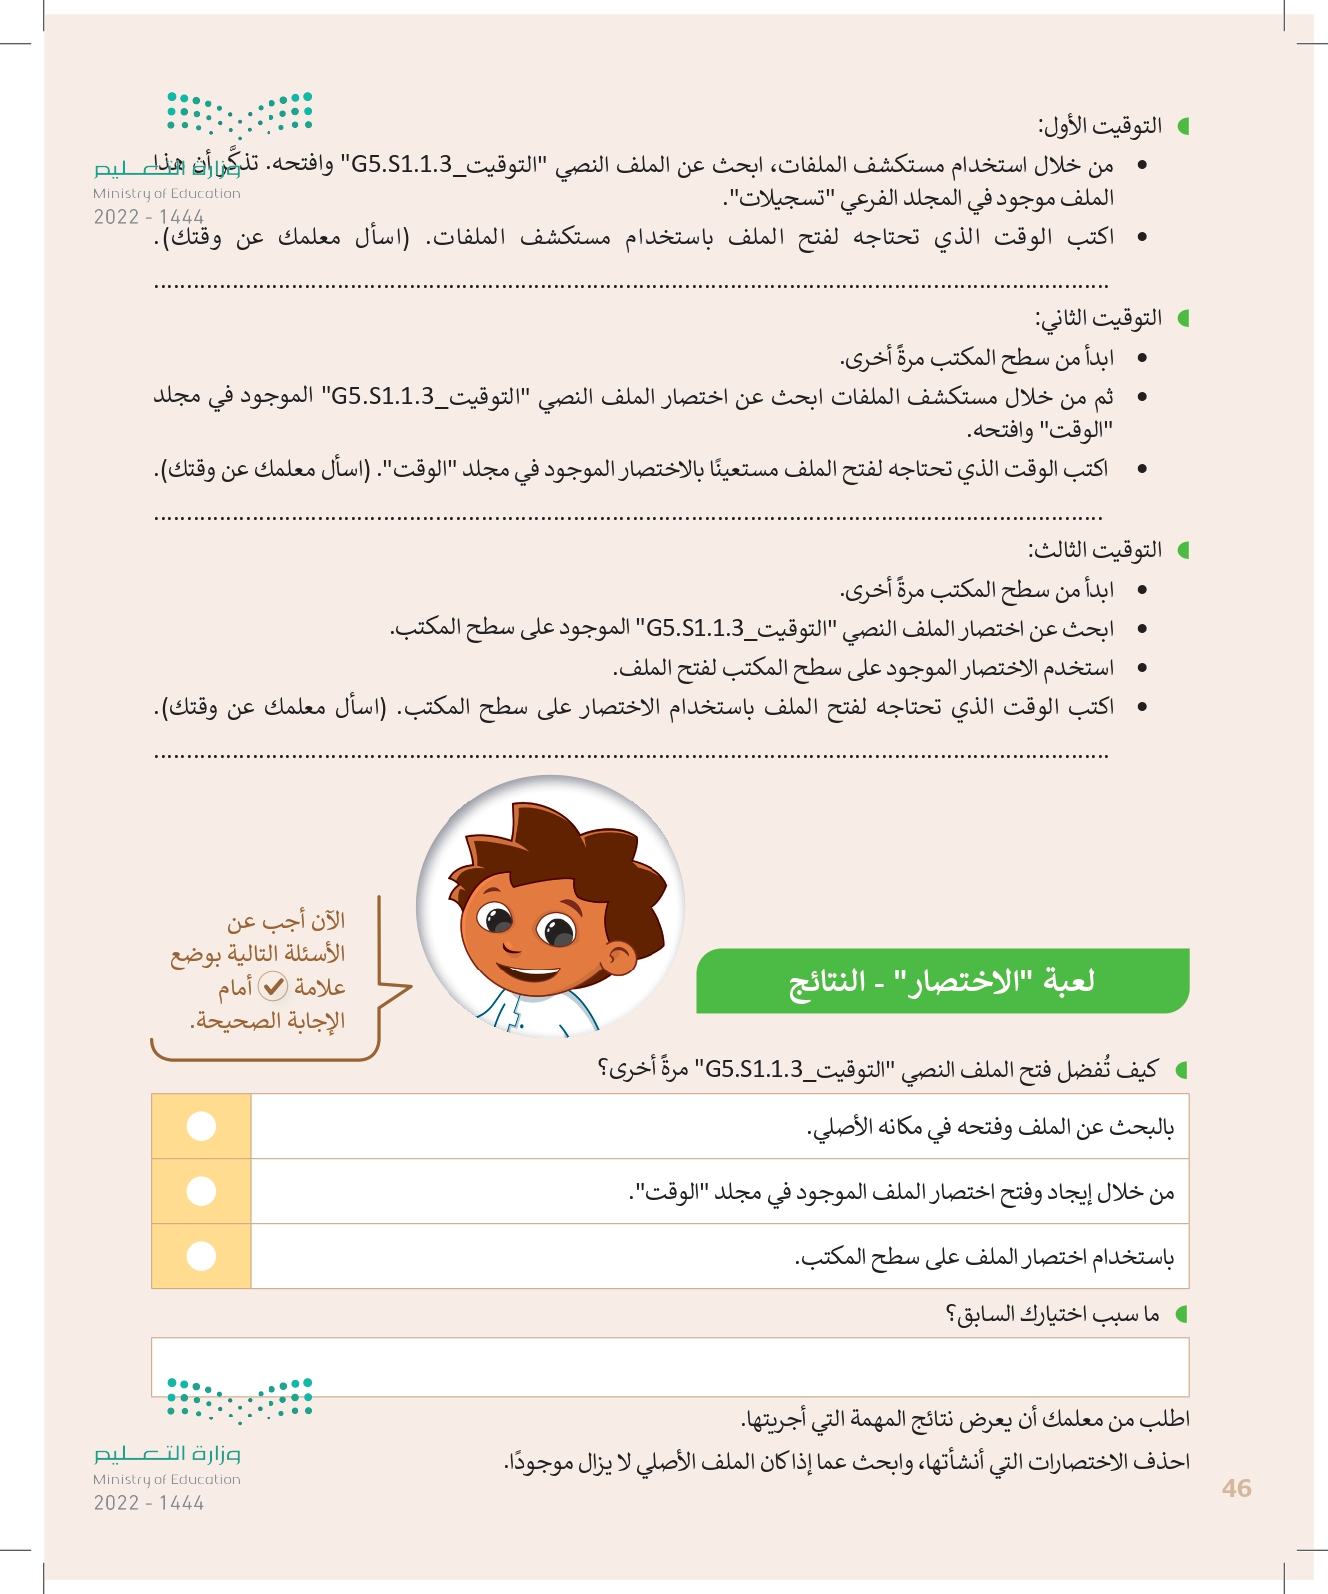 وزارة التعليم
Ministry of Education
2022 - 1444
التوقيت الأول:
• من خلال استخدام مستكشف الملفات، ابحث عن الملف النصي "التوقيت_G5.S1.1.3" وافتحه. تذكَّر أن هذا
الملف موجود في المجلد الفرعي "تسجيلات".
• اكتب الوقت الذي تحتاجه لفتح الملف باستخدام مستكشف الملفات. (اسأل معلمك عن وقتك).
التوقيت الثاني:
• ابدأ من سطح المكتب مرةً أخرى.
• ثم من خلال مستكشف الملفات ابحث عن اختصار الملف النصي "التوقيت_G5.S1.1.3" الموجود في مجلد
"الوقت" وافتحه.
• اكتب الوقت الذي تحتاجه لفتح الملف مستعينًا بالاختصار الموجود في مجلد "الوقت". (اسأل معلمك عن وقتك).
التوقيت الثالث:
• ابدأ من سطح المكتب مرةً أخرى.
• ابحث عن اختصار الملف النصي "التوقيت_G5.S1.1.3" الموجود على سطح المكتب.
• استخدم الاختصار الموجود على سطح المكتب لفتح الملف.
• اكتب الوقت الذي تحتاجه لفتح الملف باستخدام الاختصار على سطح المكتب. (اسأل معلمك عن وقتك).
الآن أجب عن
الأسئلة التالية بوضع
علامة ✓ أمام
الإجابة الصحيحة.
لعبة "الاختصار" - النتائج
كيف تُفضل فتح الملف النصي "التوقيت_G5.S1.1.3" مرةً أخرى؟
بالبحث عن الملف وفتحه في مكانه الأصلي.
من خلال إيجاد وفتح اختصار الملف الموجود في مجلد "الوقت".
باستخدام اختصار الملف على سطح المكتب.
ما سبب اختيارك السابق؟
اطلب من معلمك أن يعرض نتائج المهمة التي أجريتها.
احذف الاختصارات التي أنشأتها، وابحث عما إذا كان الملف الأصلي لا يزال موجودًا.
وزارة التعليم
Ministry of Education
2022 - 1444
46